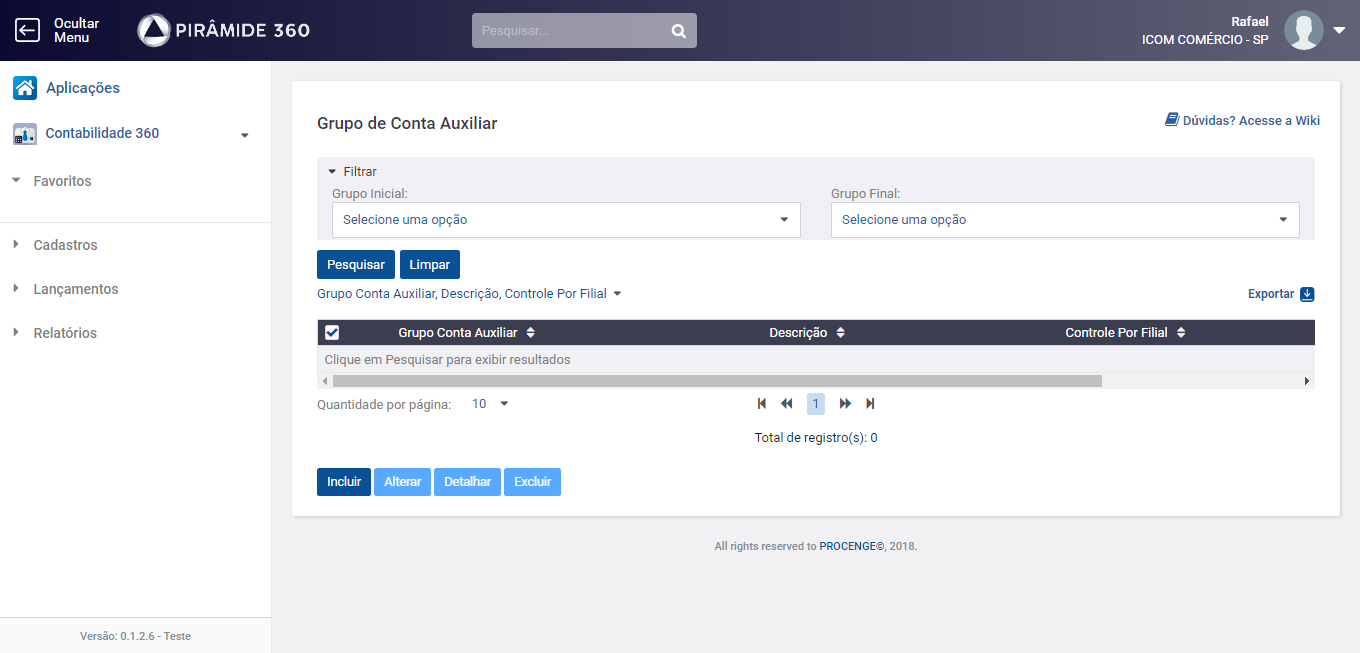 Ocultar
Menu
PIRÂMIDE 360
Pesquisar...
Rafael
ICOM COMÉRCIO - SP
Aplicações
Contabilidade 360
Favoritos
Cadastros
Lançamentos
Relatórios
Versão: 0.1.2.6 - Teste
Grupo de Conta Auxiliar
Dúvidas? Acesse a Wiki
Filtrar
Grupo Inicial:
Grupo Final:
Selecione uma opção
Selecione uma opção
Pesquisar
Limpar
Grupo Conta Auxiliar, Descrição, Controle Por Filial
Exportar
Grupo Conta Auxiliar
Descrição
Controle Por Filial
Clique em Pesquisar para exibir resultados
Quantidade por página:
10
1
Total de registro(s): 0
Incluir
Alterar
Detalhar
Excluir
All rights reserved to PROCENGE©, 2018.